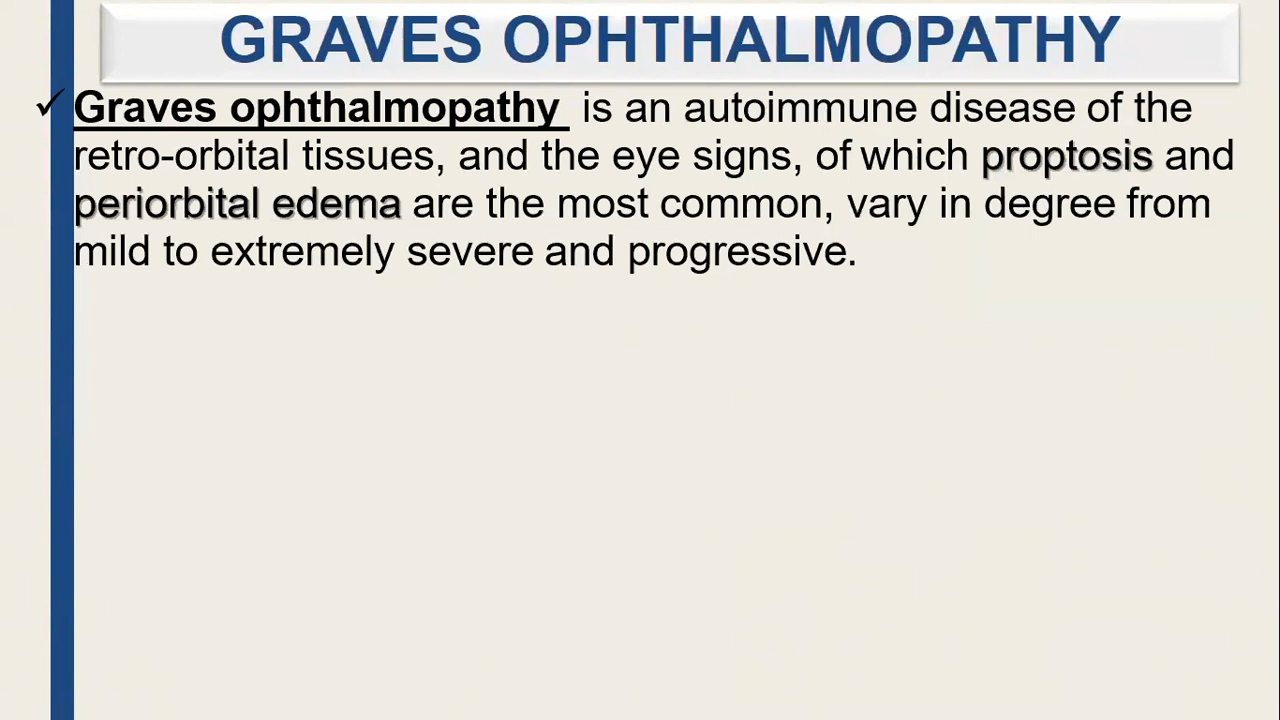 GRAVES OPHTHALMOPATHY
✓ Graves ophthalmopathy is an autoimmune disease of the
retro-orbital tissues, and the eye signs, of which proptosis and
periorbital edema are the most common, vary in degree from
mild to extremely severe and progressive.